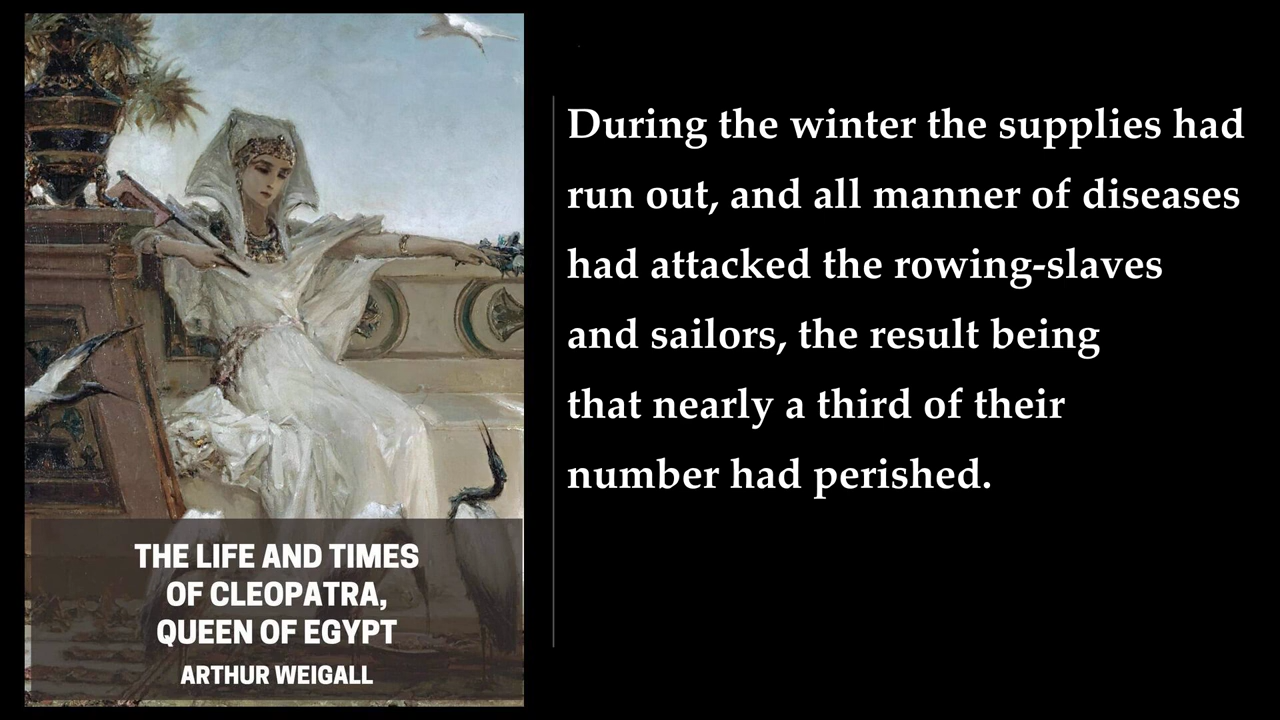 THE LIFE AND TIMES
OF CLEOPATRA,
QUEEN OF EGYPT
ARTHUR WEIGALL
During the winter the supplies had
run out, and all manner of diseases
had attacked the rowing-slaves
and sailors, the result being
that nearly a third of their
number had perished.